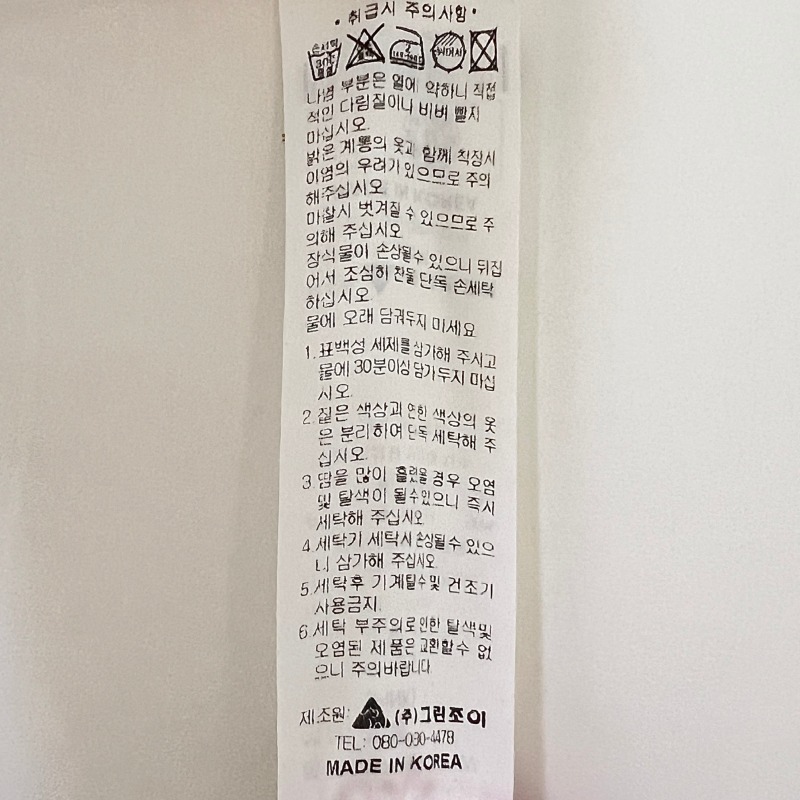 • 취급시 주의사항 •
손세탁 30℃ 중성
나염 부분은 열에 약하니 직접
적인 다림질이나 비벼 빨지
마십시오.
밝은 계통의 옷과 함께 착장시
이염의 우려가 있으므로 주의
해주십시오
마찰시 벗겨질 수 있으므로 주
의해 주십시오
장식물이 손상될수 있으니 뒤집
어서 조심히 찬물 단독 손세탁
하십시오.
물에 오래 담궈두지 마세요
1.표백성 세제를 삼가해 주시고
물에 30분이상 담가 두지 마십
시오.
2.짙은 색상과 연한 색상의 옷
은 분리하여 단독 세탁해 주
십시오.
3.땀을 많이 흘렸을 경우 오염
및 탈색이 될수있으니 즉시
세탁해 주십시오
4.세탁기 세탁시 손상될 수 있으
니 삼가해 주십시오.
5.세탁후 기계탈수및 건조기
사용금지.
6.세탁 부주의로인한 탈색및
오염된 제품은 교환할수 없
으니 주의바랍니다
제조원: (주)그린조이
TEL: 080-030-4478
MADE IN KOREA